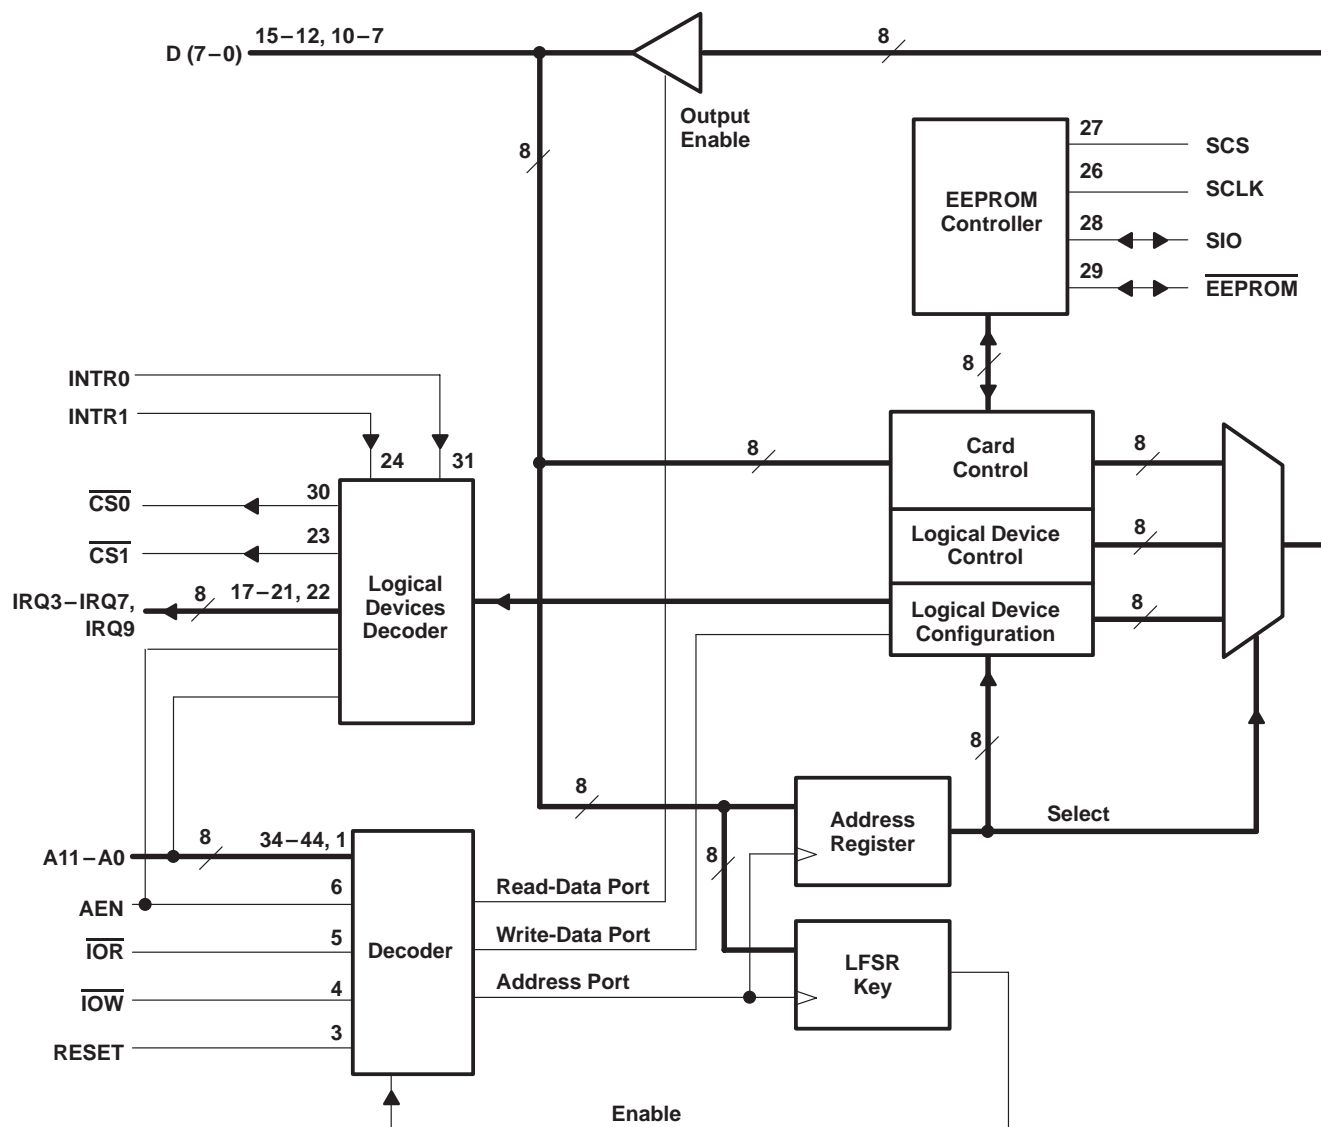 15–12, 10–7
D (7–0)
8
Output
Enable
8
EEPROM
Controller
27
SCS
26
SCLK
28
SIO
29
EEPROM
8
INTR0
INTR1
24
31
CS0
30
CS1
23
IRQ3–IRQ7,
IRQ9
8
17–21, 22
Logical
Devices
Decoder
8
Card
Control
8
Logical Device
Control
8
Logical Device
Configuration
8
8
8
Address
Register
Select
8
A11–A0
8
34–44, 1
AEN
6
IOR
5
IOW
4
RESET
3
Decoder
Read-Data Port
Write-Data Port
Address Port
LFSR
Key
Enable